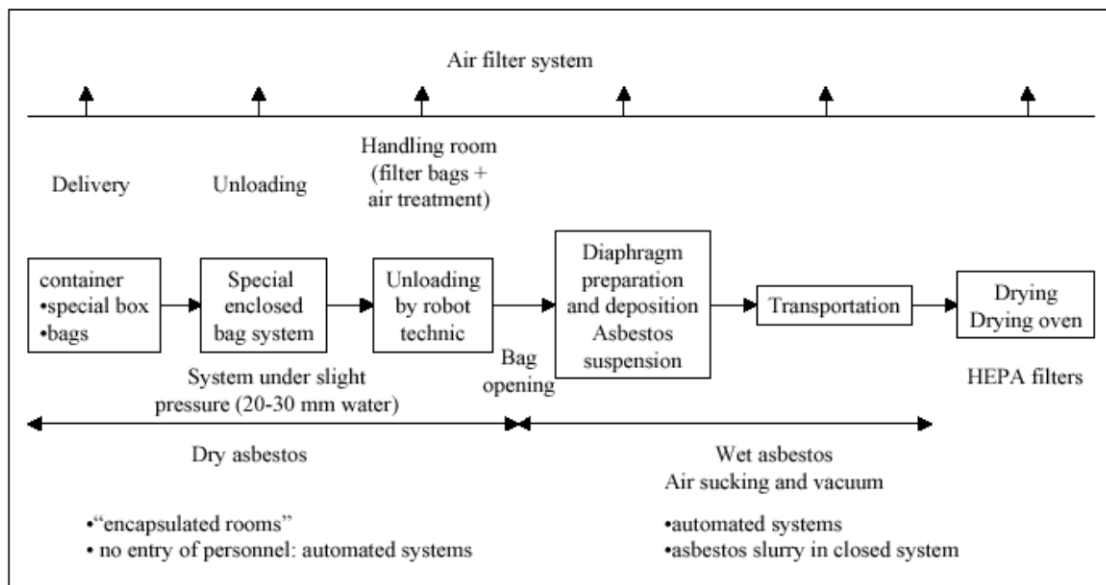 Air filter system
Delivery
Unloading
Handling room
(filter bags +
air treatment)
container
•special box
•bags
Special
enclosed
bag system
Unloading
by robot
technic
Diaphragm
preparation
and deposition
Asbestos
suspension
Transportation
Drying
Drying oven
System under slight
pressure (20-30 mm water)
Bag
opening
HEPA filters
Dry asbestos
Wet asbestos
Air sucking and vacuum
•“encapsulated rooms”
• no entry of personnel: automated systems
•automated systems
•asbestos slurry in closed system